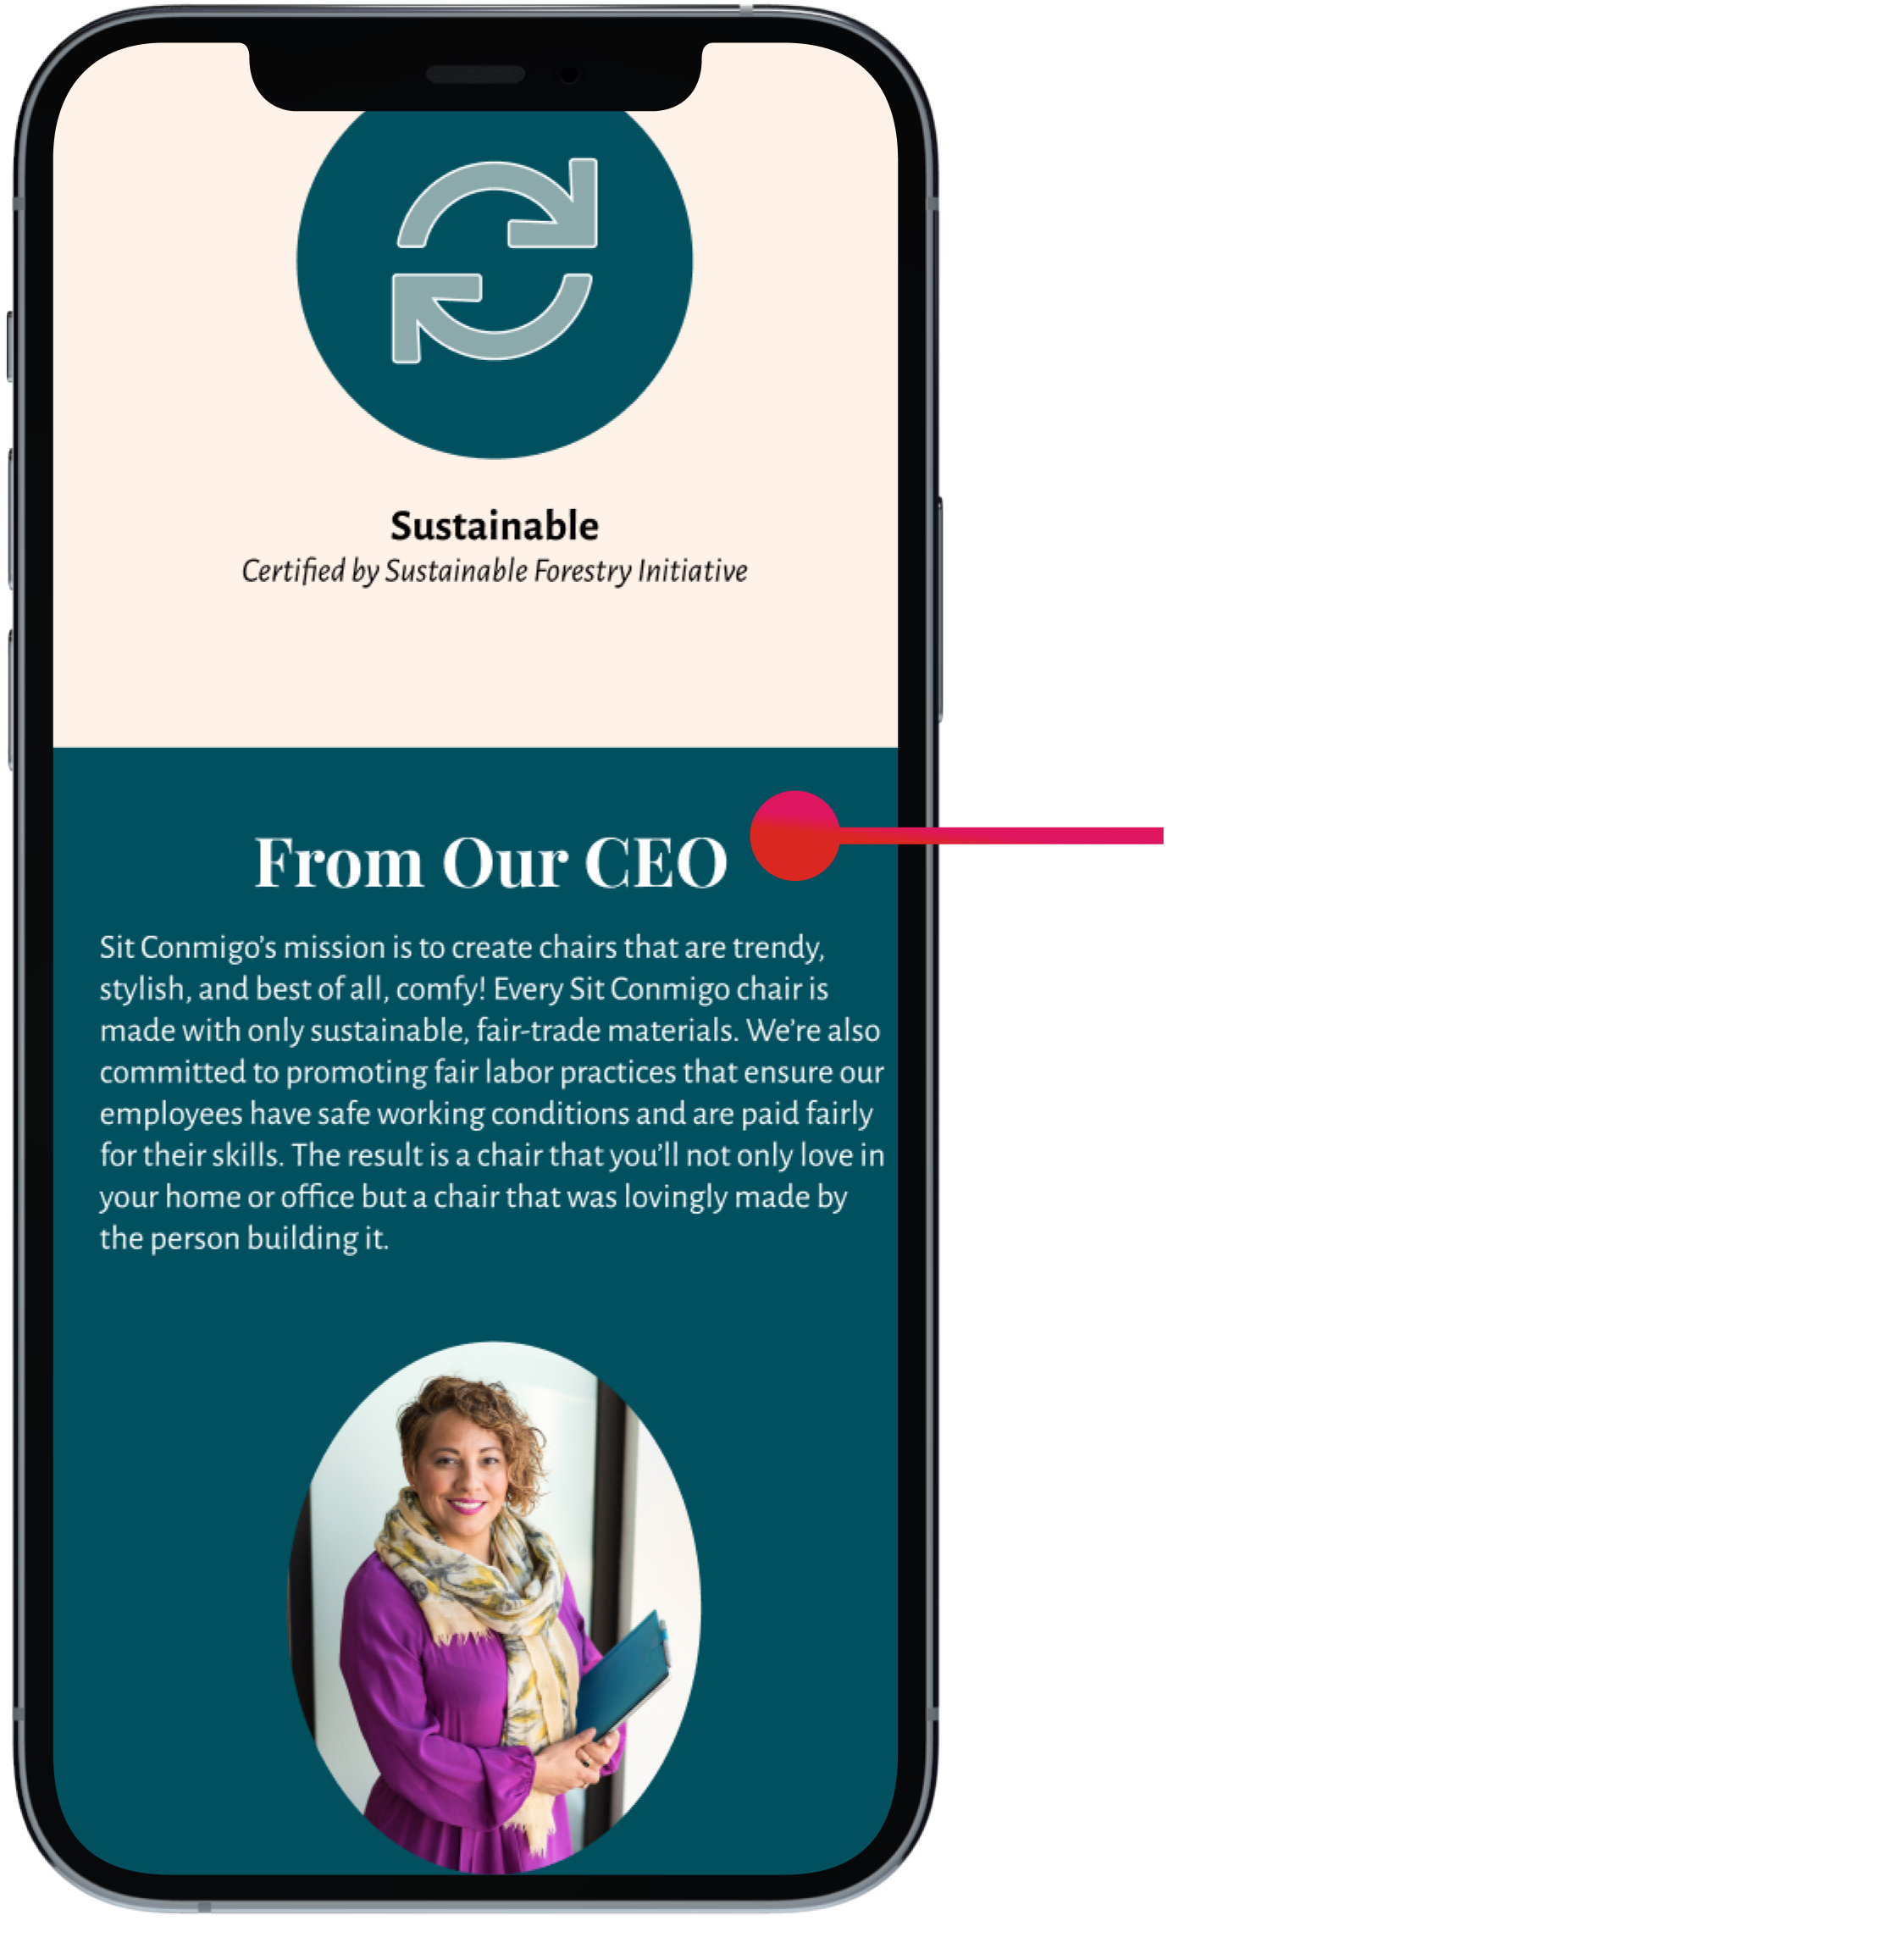 Sustainable
Certified by Sustainable Forestry Initiative
From Our CEO
Sit Conmigo’s mission is to create chairs that are trendy,
stylish, and best of all, comfy! Every Sit Conmigo chair is
made with only sustainable, fair-trade materials. We’re also
committed to promoting fair labor practices that ensure our
employees have safe working conditions and are paid fairly
for their skills. The result is a chair that you’ll not only love in
your home or office but a chair that was lovingly made by
the person building it.